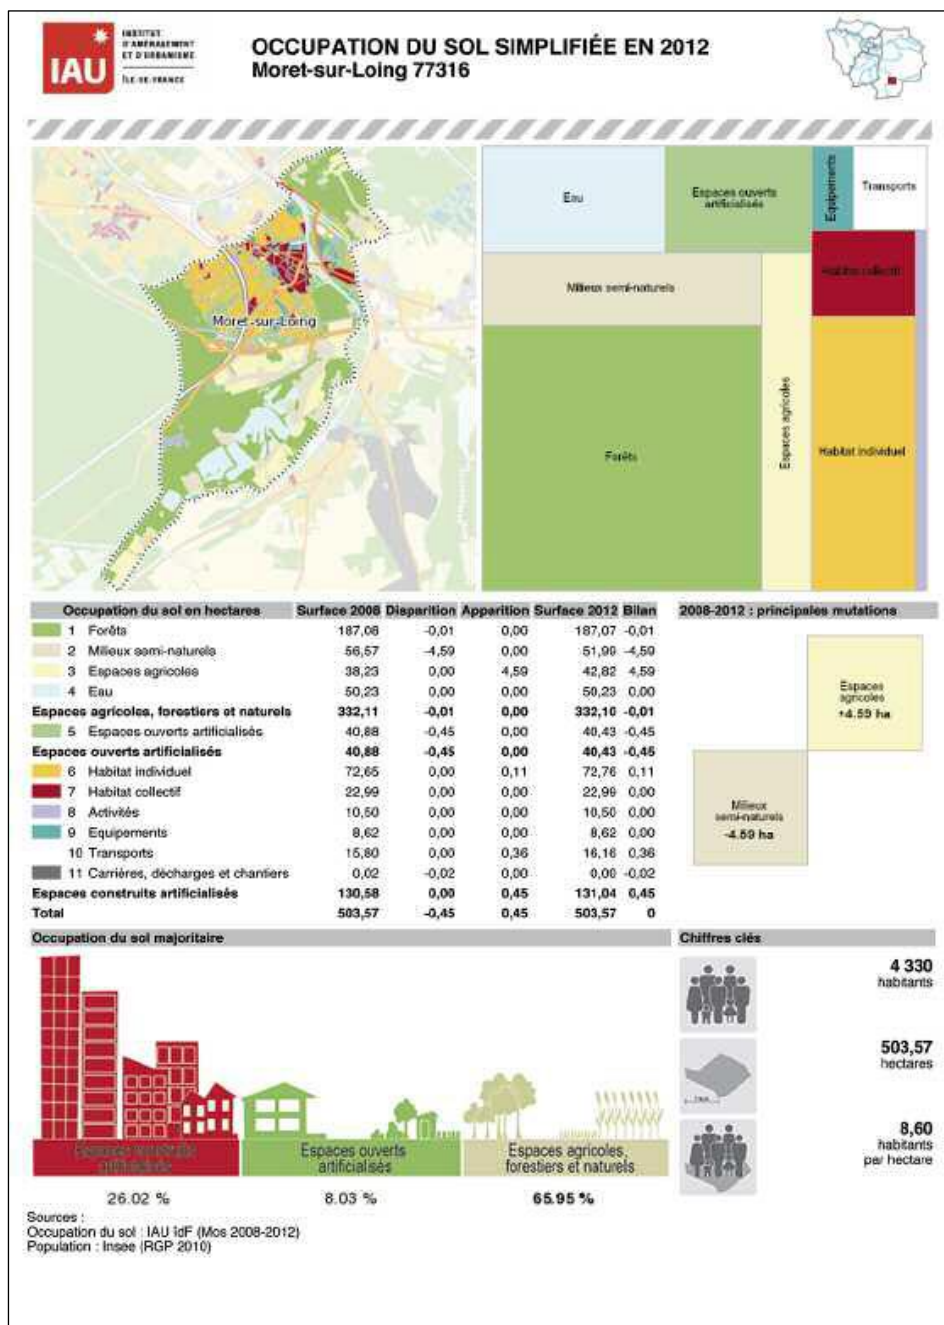 INSTITUT
D'AMÉNAGEMENT
ET D'URBANISME
IAU
ÎLE-DE-FRANCE
OCCUPATION DU SOL SIMPLIFIÉE EN 2012
Moret-sur-Loing 77316
Moret-sur-Loing
Eau
Espaces ouverts
artificialisés
Equipements
Transports
Milieux semi-naturels
Habitat collectif
Espaces agricoles
Forêts
Habitat individuel
Occupation du sol en hectares Surface 2008 Disparition Apparition Surface 2012 Bilan
1 Forêts 187,08 -0,01 0,00 187,07 -0,01
2 Milieux semi-naturels 56,57 -4,59 0,00 51,99 -4,59
3 Espaces agricoles 38,23 0,00 4,59 42,82 4,59
4 Eau 50,23 0,00 0,00 50,23 0,00
Espaces agricoles, forestiers et naturels 332,11 -0,01 0,00 332,10 -0,01
5 Espaces ouverts artificialisés 40,88 -0,45 0,00 40,43 -0,45
Espaces ouverts artificialisés 40,88 -0,45 0,00 40,43 -0,45
6 Habitat individuel 72,65 0,00 0,11 72,76 0,11
7 Habitat collectif 22,99 0,00 0,00 22,99 0,00
8 Activités 10,50 0,00 0,00 10,50 0,00
9 Equipements 8,62 0,00 0,00 8,62 0,00
10 Transports 15,80 0,00 0,36 16,16 0,36
11 Carrières, décharges et chantiers 0,02 -0,02 0,00 0,00 -0,02
Espaces construits artificialisés 130,58 0,00 0,45 131,04 0,45
Total 503,57 -0,45 0,45 503,57 0
2008-2012 : principales mutations
Espaces
agricoles
+4.59 ha
Milieux
semi-naturels
-4.59 ha
Occupation du sol majoritaire
Espaces construits
artificialisés
Espaces ouverts
artificialisés
Espaces agricoles,
forestiers et naturels
26.02 %
8.03 %
65.95 %
Chiffres clés
4 330
habitants
503,57
hectares
8,60
habitants
par hectare
Sources :
Occupation du sol : IAU îdF (Mos 2008-2012)
Population : Insee (RGP 2010)